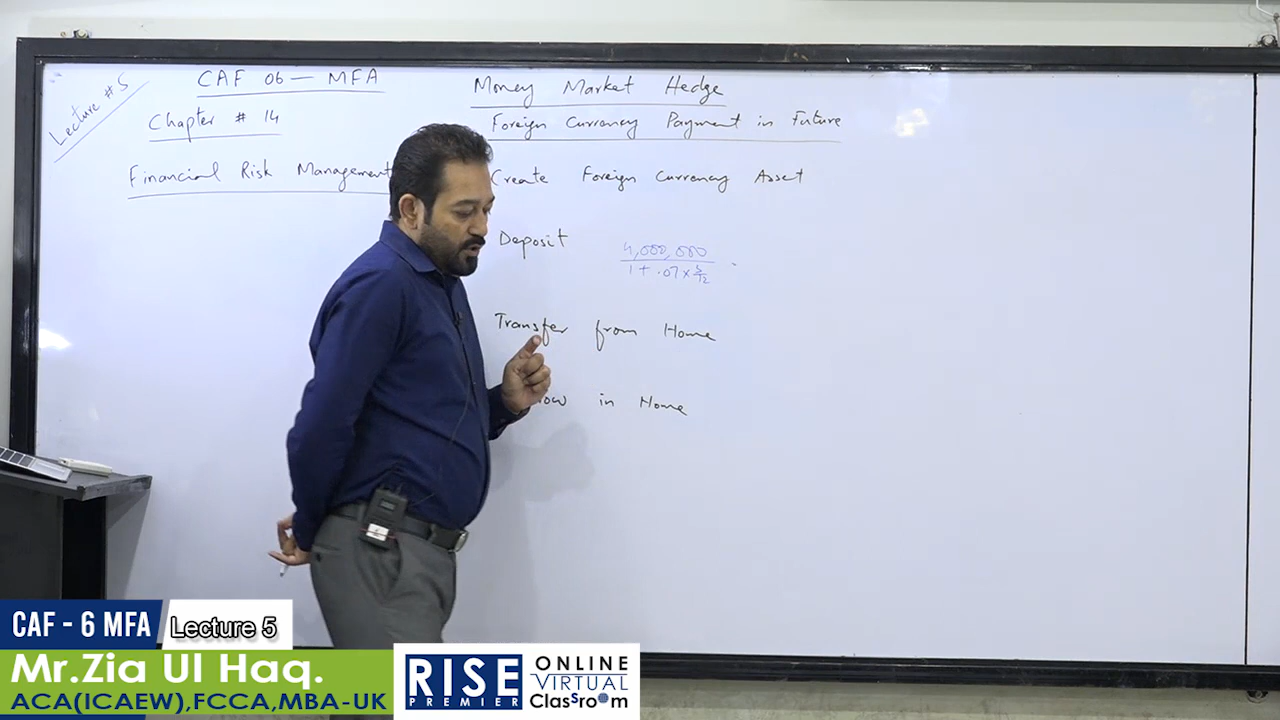 Lecture #5
CAF 06 — MFA
Chapter # 14
Financial Risk Management
Money Market Hedge
Foreign Currency Payment in Future
Create Foreign Currency Asset
Deposit
4,000,000
1 + .07 ×
Transfer from Home
in Home
CAF - 6 MFA
Lecture 5
Mr.Zia Ul Haq.
ACA(ICAEW),FCCA,MBA-UK
RISE
PREMIER
ONLINE
VIRTUAL
Classroom